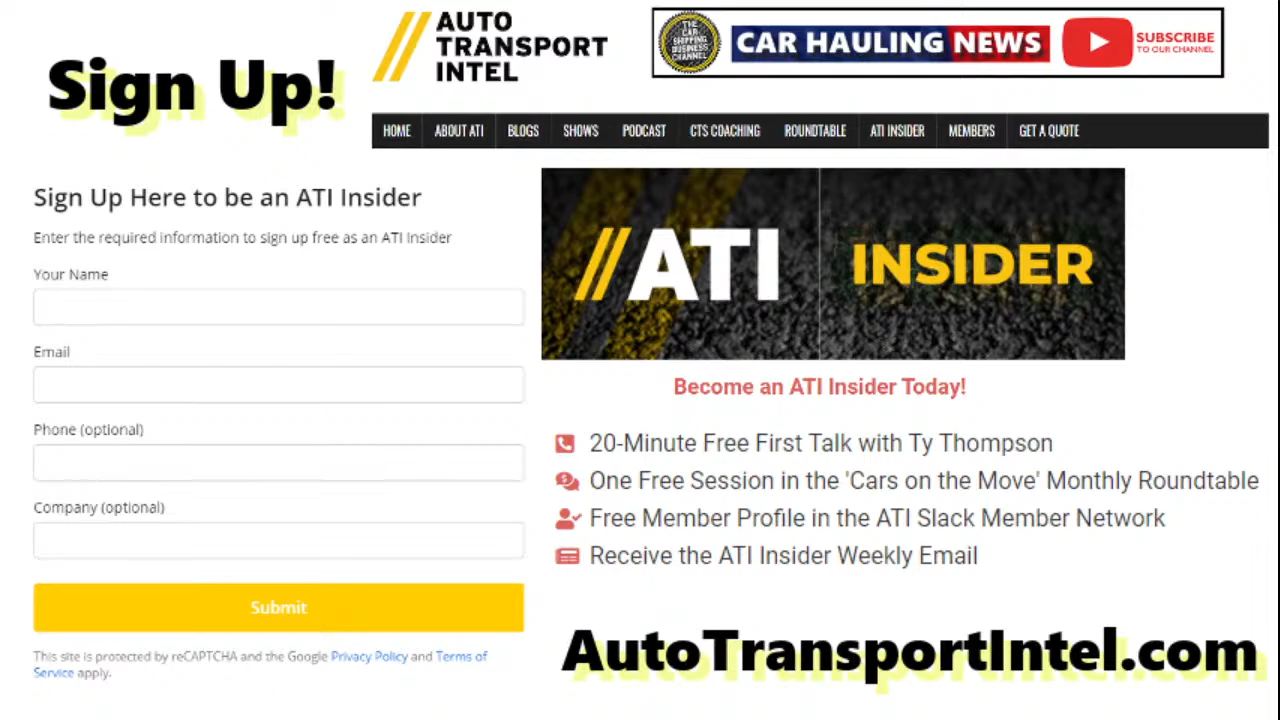 Sign Up!
AUTO
TRANSPORT
INTEL
THE
CAR
SHIPPING
BUSINESS
CHANNEL
CAR HAULING NEWS
SUBSCRIBE
TO OUR CHANNEL
HOME ABOUT ATI BLOGS SHOWS PODCAST CTS COACHING ROUNDTABLE ATI INSIDER MEMBERS GET A QUOTE
Sign Up Here to be an ATI Insider
Enter the required information to sign up free as an ATI Insider
Your Name
Email
Phone (optional)
Company (optional)
Submit
This site is protected by reCAPTCHA and the Google Privacy Policy and Terms of
Service apply.
//ATI INSIDER
Become an ATI Insider Today!
20-Minute Free First Talk with Ty Thompson
One Free Session in the 'Cars on the Move' Monthly Roundtable
Free Member Profile in the ATI Slack Member Network
Receive the ATI Insider Weekly Email
AutoTransportIntel.com